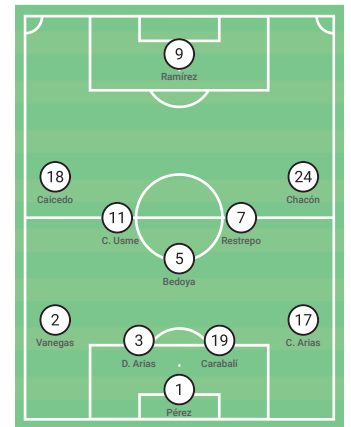 9
Ramírez
18
Caicedo
24
Chacón
11
C. Usme
7
Restrepo
5
Bedoya
2
Vanegas
17
C. Arias
3
D. Arias
19
Carabalí
1
Pérez